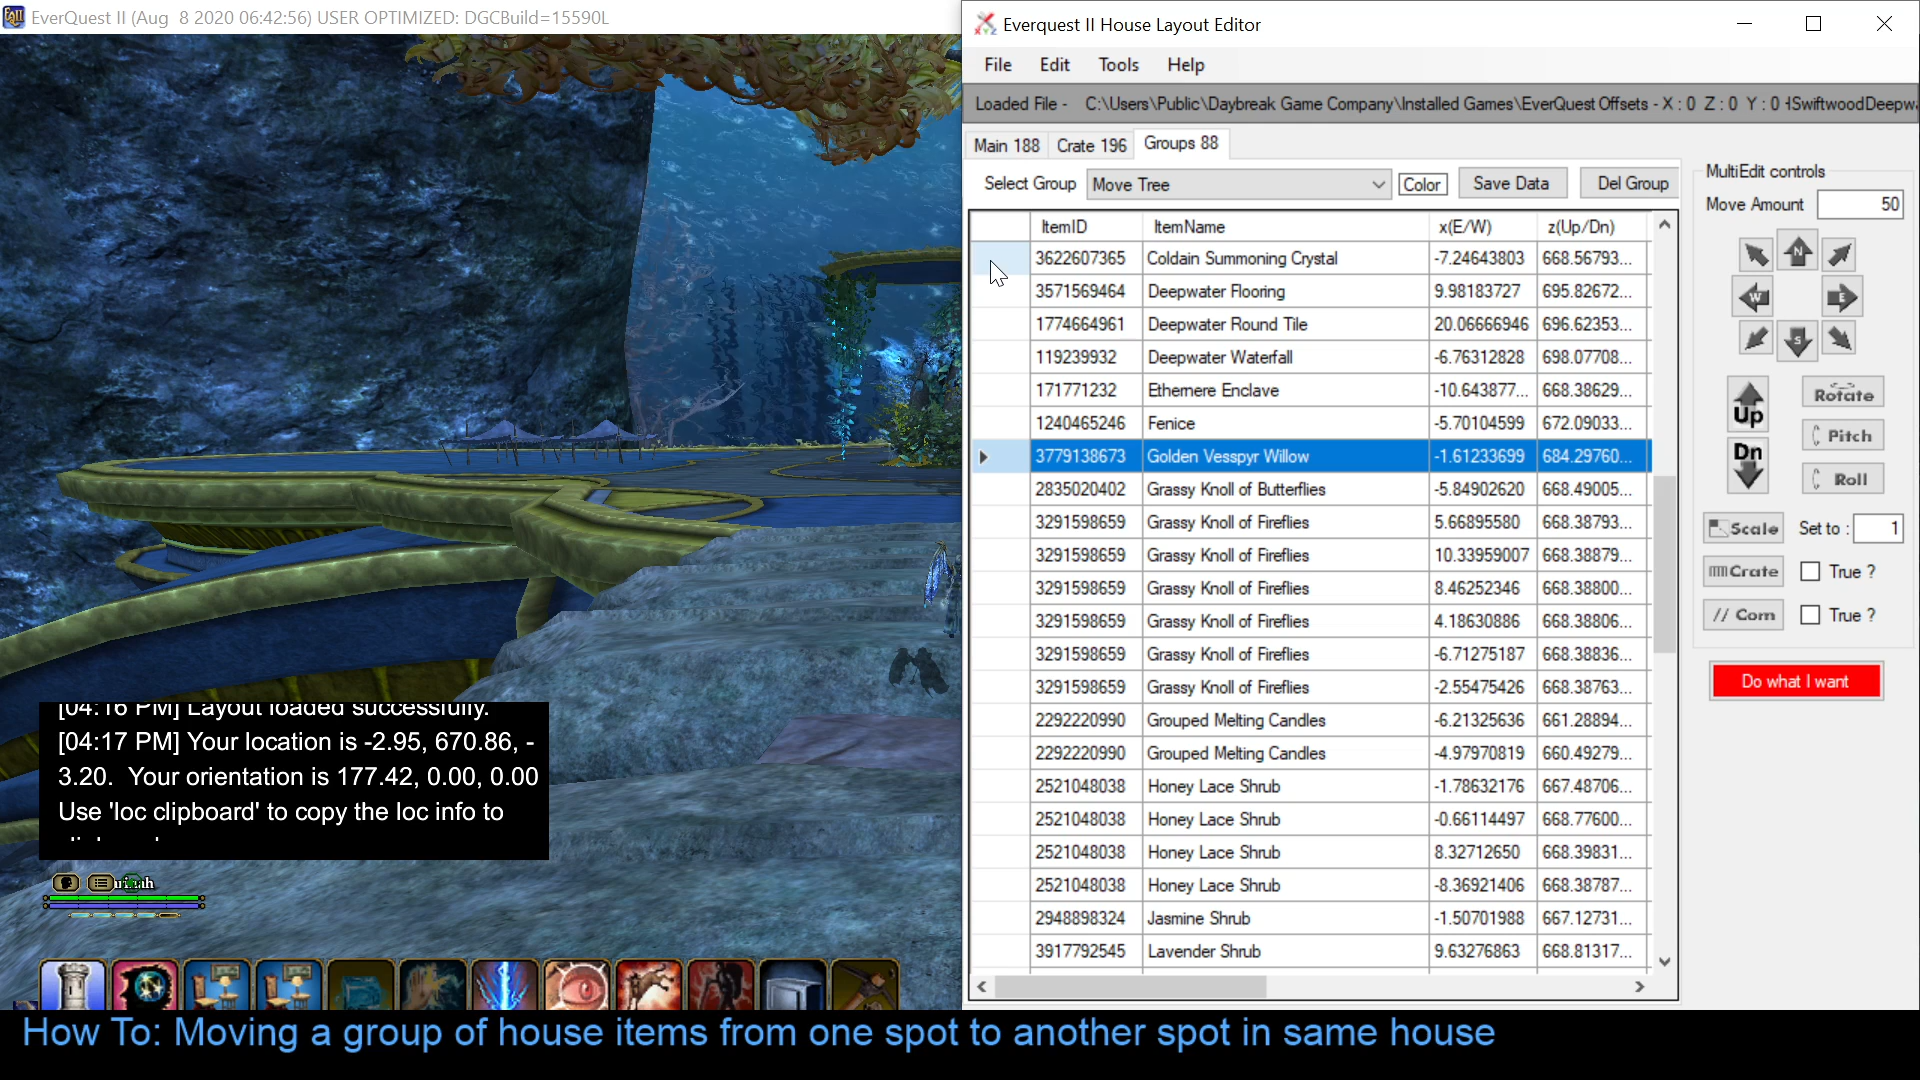 EverQuest II (Aug 8 2020 06:42:56) USER OPTIMIZED: DGCBuild=15590L
Everquest II House Layout Editor
File Edit Tools Help
Loaded File - C:\Users\Public\Daybreak Game Company\Installed Games\EverQuest Offsets - X : 0 Z : 0 Y : 0
Main 188 Crate 196 Groups 88
Select Group Move Tree Color Save Data Del Group
ItemID ItemName x(E/W) z(Up/Dn)
3622607365 Coldain Summoning Crystal -7.24643803 668.56793...
3571569464 Deepwater Flooring 9.98183727 695.82672...
1774664961 Deepwater Round Tile 20.06666946 696.62353...
119239932 Deepwater Waterfall -6.76312828 698.07708...
171771232 Ethernere Enclave -10.643877... 668.38629...
1240465246 Fenice -5.70104599 672.09033...
3779138673 Golden Vesspyr Willow -1.61233699 684.29760...
2835020402 Grassy Knoll of Butterflies -5.84902620 668.49005...
3291598659 Grassy Knoll of Fireflies 5.66895580 668.38793...
3291598659 Grassy Knoll of Fireflies 10.33959007 668.38879...
3291598659 Grassy Knoll of Fireflies 8.46252346 668.38800...
3291598659 Grassy Knoll of Fireflies 4.18630886 668.38806...
3291598659 Grassy Knoll of Fireflies -6.71275187 668.38836...
3291598659 Grassy Knoll of Fireflies -2.55475426 668.38763...
2292220990 Grouped Melting Candles -6.21325636 661.28894...
2292220990 Grouped Melting Candles -4.97970819 660.49279...
2521048038 Honey Lace Shrub -1.78632176 667.48706...
2521048038 Honey Lace Shrub -0.66114497 668.77600...
2521048038 Honey Lace Shrub 8.32712650 668.39831...
2521048038 Honey Lace Shrub -8.36921406 668.38787...
2948898324 Jasmine Shrub -1.50701988 667.12731...
3917792545 Lavender Shrub 9.63276863 668.81317...
MultiEdit controls
Move Amount 50
N
W E
S
Up
Dn
Rotate
Pitch
Roll
Scale Set to : 1
Crate True ?
// Com True ?
Do what I want
[04:16 PM] Layout loaded successfully.
[04:17 PM] Your location is -2.95, 670.86, -
3.20. Your orientation is 177.42, 0.00, 0.00
Use 'loc clipboard' to copy the loc info to
How To: Moving a group of house items from one spot to another spot in same house